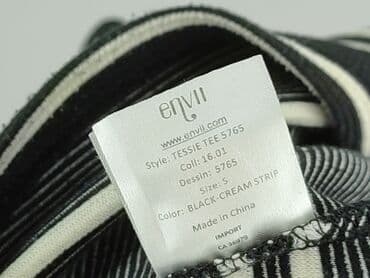 envii
www.envii.com
Style: TESSIE TEE 5765
Coll: 16.01
Dessin: 5765
Size: S
Color: BLACK-CREAM STRIP
Made in China
IMPORT